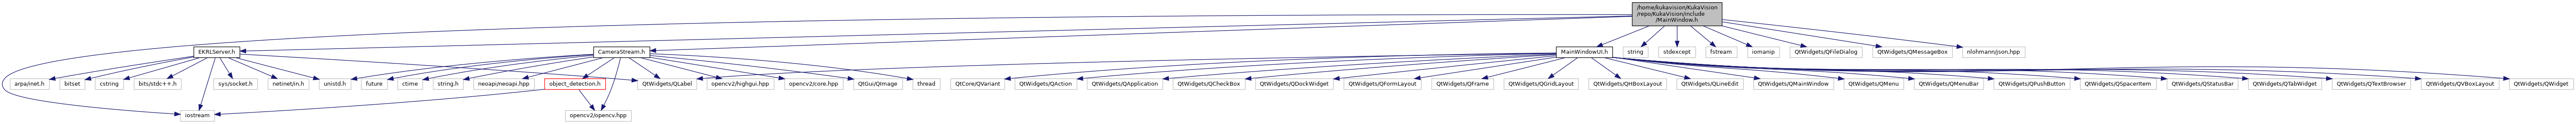 /home/kukavision/KukaVision
/repo/KukaVision/include
/MainWindow.h
EKRLServer.h
CameraStream.h
MainWindowUI.h
string
stdexcept
fstream
iomanip
QtWidgets/QFileDialog
QtWidgets/QMessageBox
nlohmann/json.hpp
arpa/inet.h
bitset
cstring
bits/stdc++.h
sys/socket.h
netinet/in.h
unistd.h
future
ctime
string.h
neoapi/neoapi.hpp
object_detection.h
QtWidgets/QLabel
opencv2/highgui.hpp
opencv2/core.hpp
QtGui/QImage
thread
QtCore/QVariant
QtWidgets/QAction
QtWidgets/QApplication
QtWidgets/QCheckBox
QtWidgets/QDockWidget
QtWidgets/QFormLayout
QtWidgets/QFrame
QtWidgets/QGridLayout
QtWidgets/QHBoxLayout
QtWidgets/QLineEdit
QtWidgets/QMainWindow
QtWidgets/QMenu
QtWidgets/QMenuBar
QtWidgets/QPushButton
QtWidgets/QSpacerItem
QtWidgets/QStatusBar
QtWidgets/QTabWidget
QtWidgets/QTextBrowser
QtWidgets/QVBoxLayout
QtWidgets/QWidget
iostream
opencv2/opencv.hpp